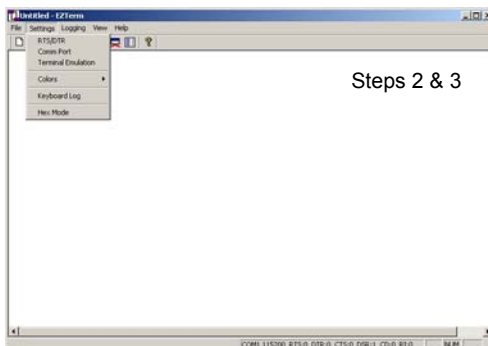 Untitled - EZTerm
File Settings Logging View Help
RTS/DTR
Comm Port
Terminal Emulation
Colors
Keyboard Log
Hex Mode
Steps 2 & 3
COM1 115200 RTS:0 DTR:0 CTS:0 DSR:1 CD:0 RI:0 NUM